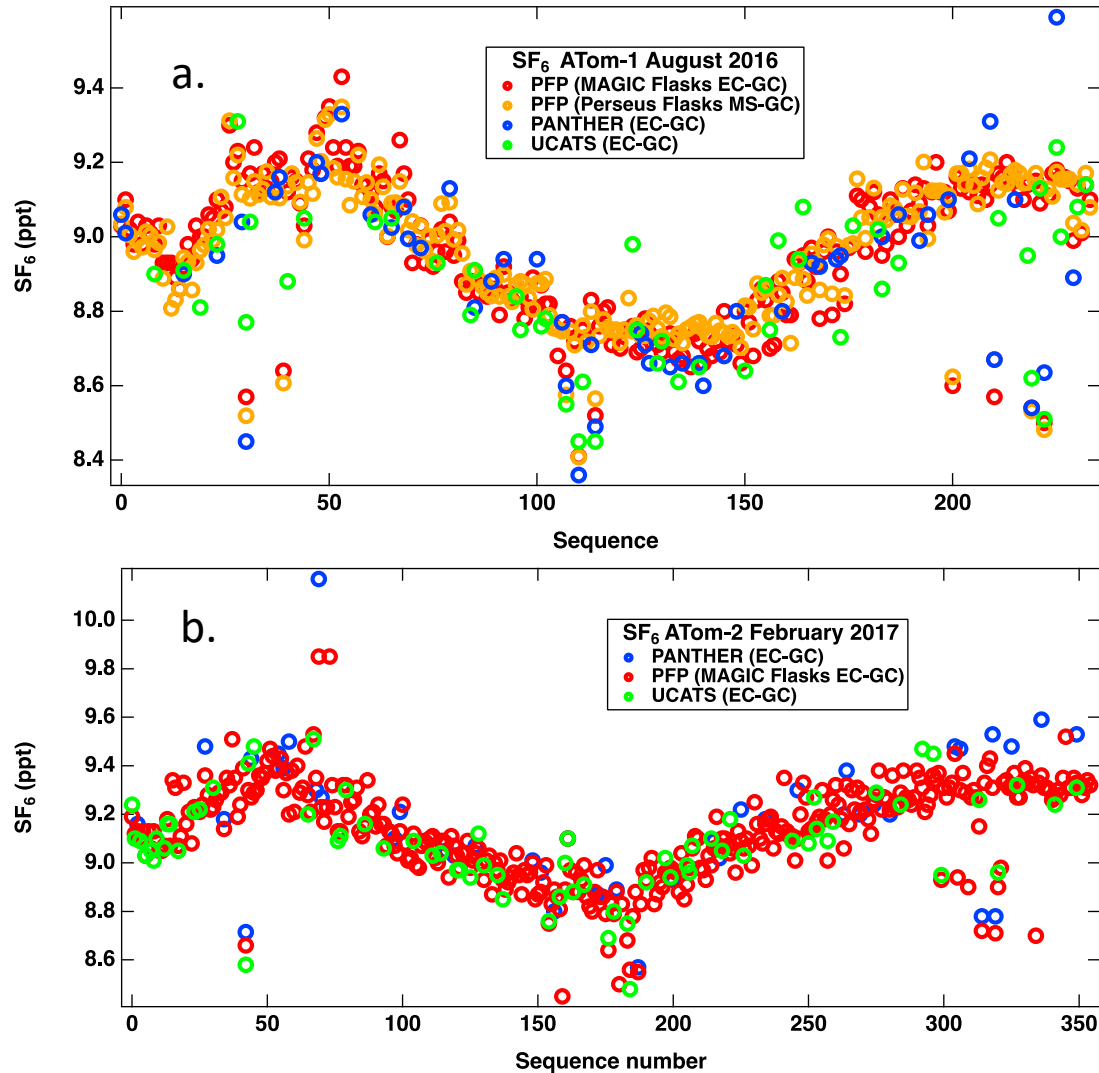 a.
SF6 ATom-1 August 2016
PFP (MAGIC Flasks EC-GC)
PFP (Perseus Flasks MS-GC)
PANTHER (EC-GC)
UCATS (EC-GC)
SF6 (ppt)
9.4
9.2
9.0
8.8
8.6
8.4
0
50
100
150
200
Sequence
b.
SF6 ATom-2 February 2017
PANTHER (EC-GC)
PFP (MAGIC Flasks EC-GC)
UCATS (EC-GC)
SF6 (ppt)
10.0
9.8
9.6
9.4
9.2
9.0
8.8
8.6
0
50
100
150
200
250
300
350
Sequence number